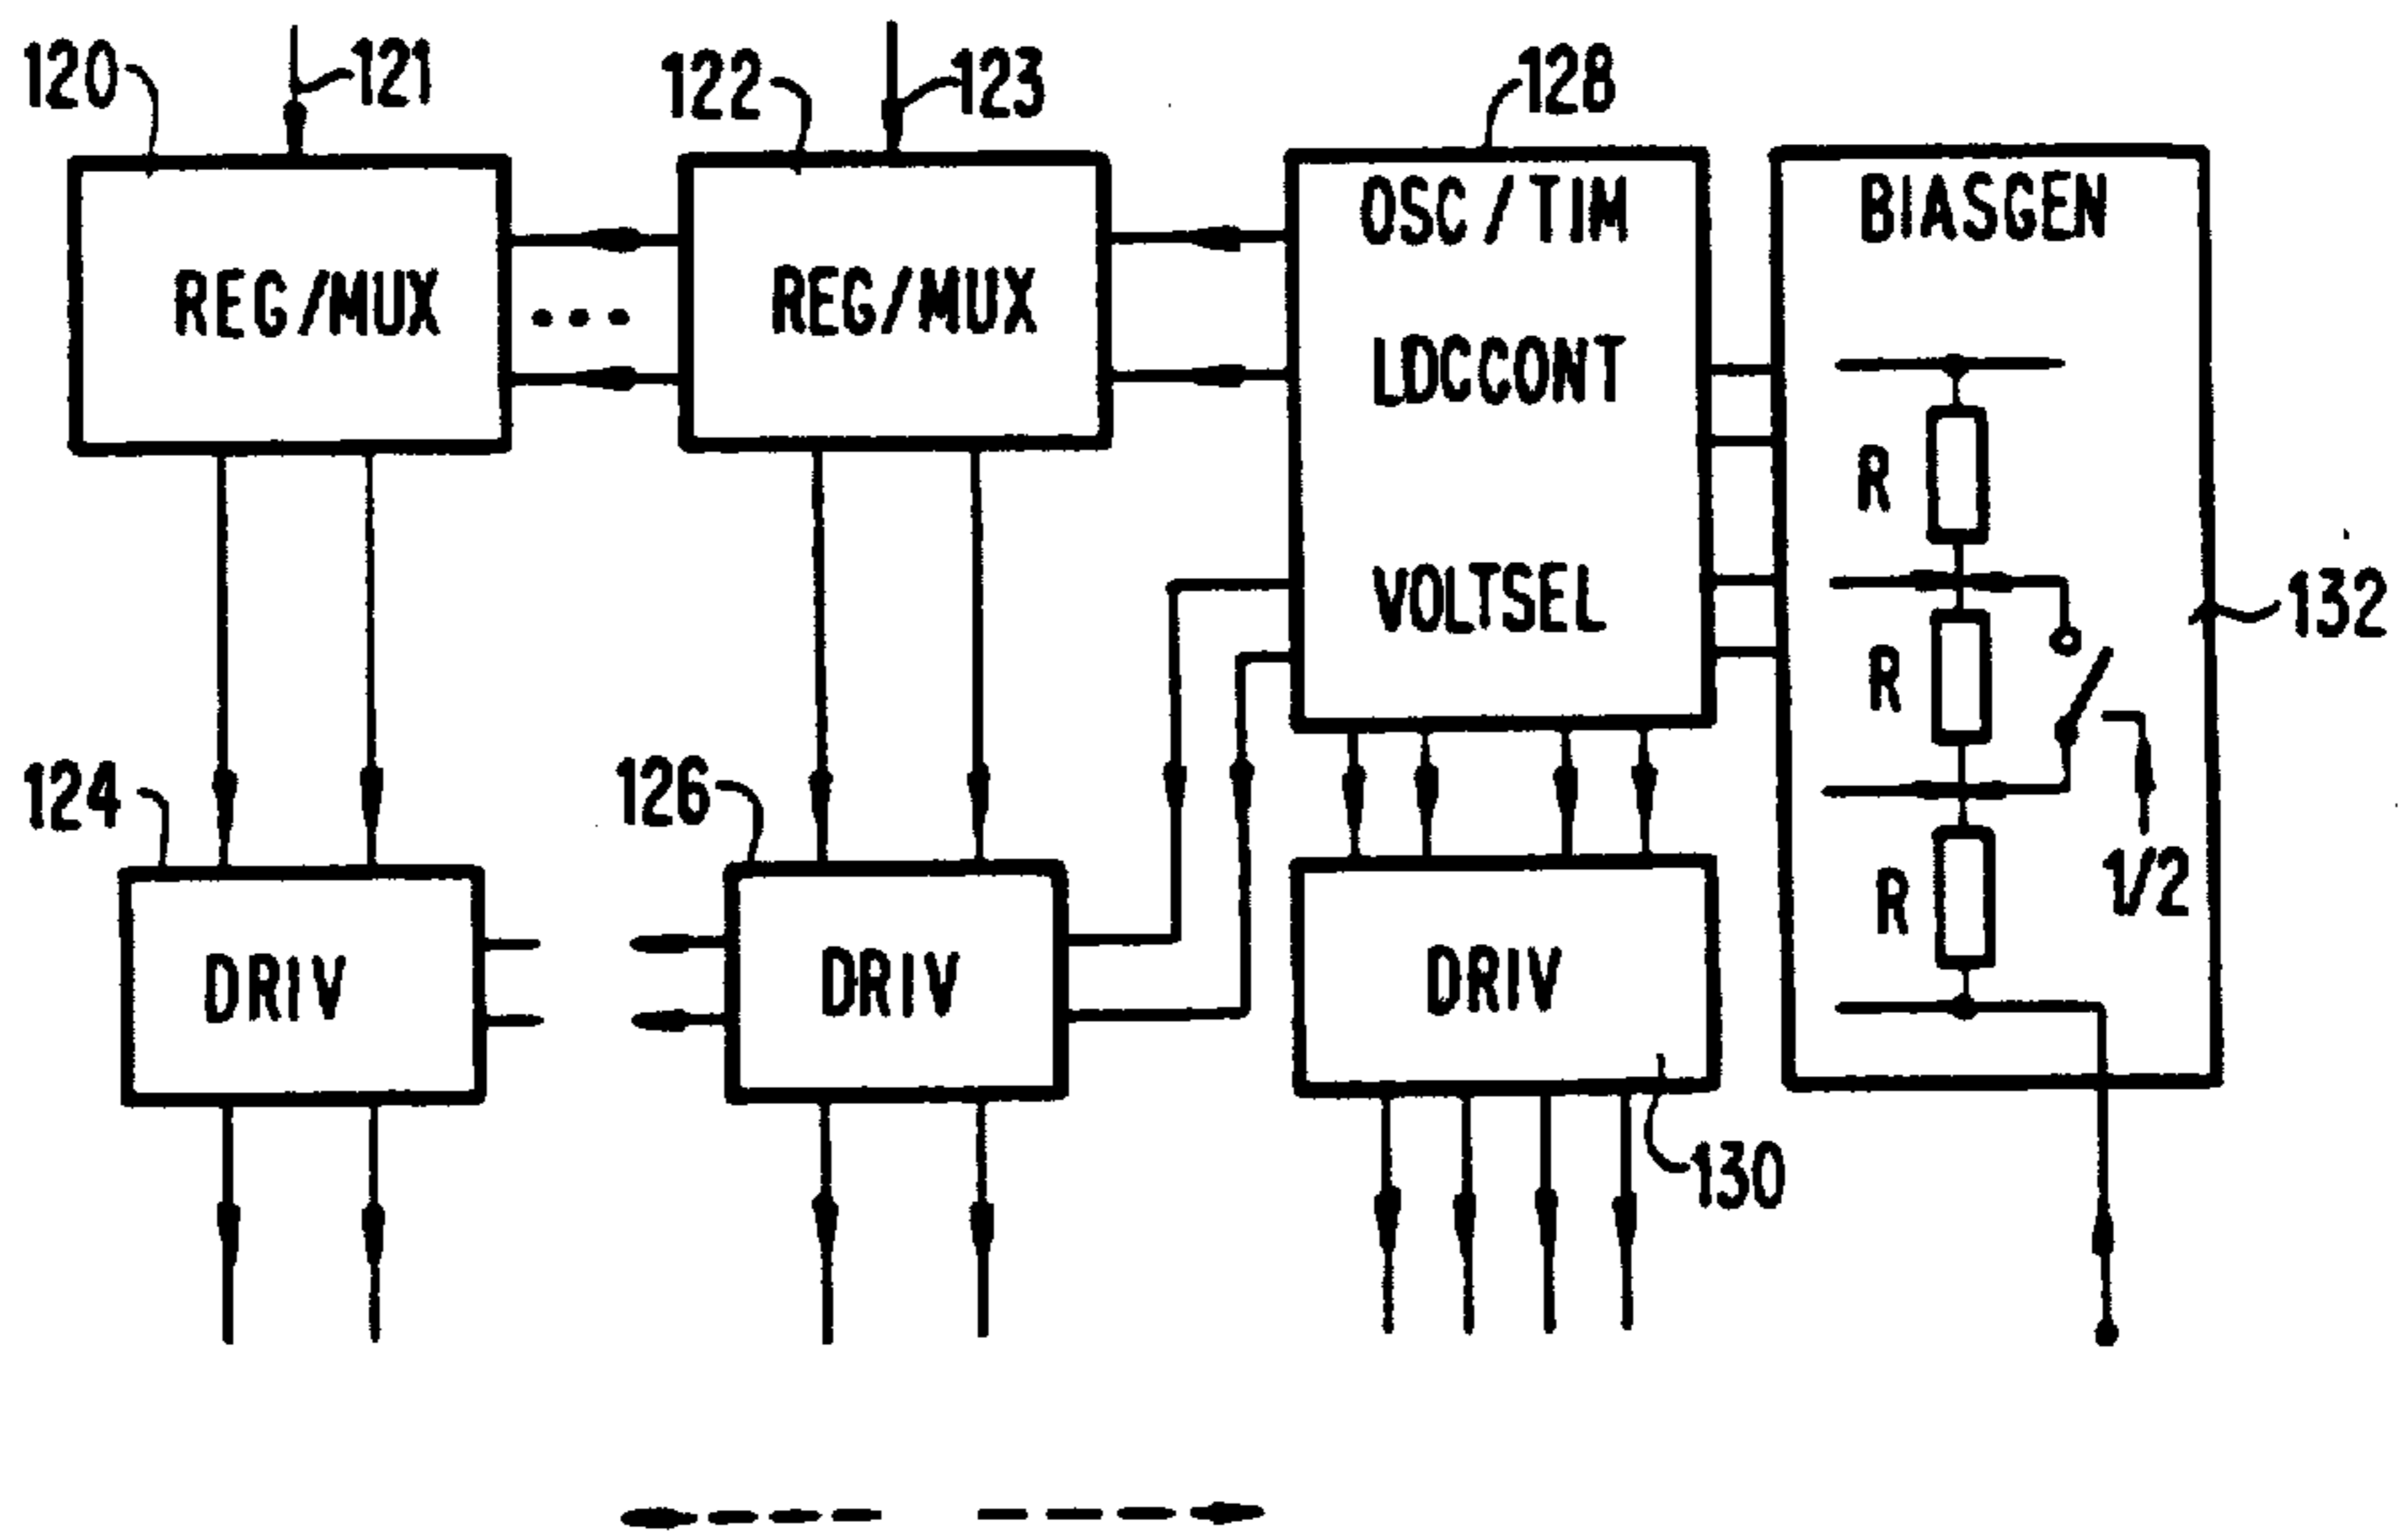 120
121
122
123
128
REG/MUX
REG/MUX
OSC/TIM
LDCCONT
VOLTSEL
BIASGEN
R
R
R
1/2
132
124
126
DRIV
DRIV
DRIV
130